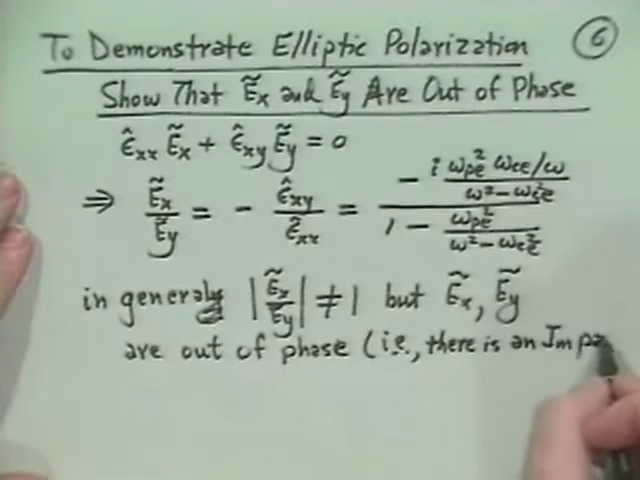 To Demonstrate Elliptic Polarization ⑥
Show That Ẽx and Ẽy Are Out of Phase
ε̂xx Ẽx + ε̂xy Ẽy = 0
⇒ Ẽx/Ẽy = - ε̂xy/ε̂xx = - (i ωpe² ωce/ω / (ω² - ωce²)) / (1 - ωpe²/(ω² - ωce²))
in general |Ẽx/Ẽy| ≠ 1 but Ẽx, Ẽy
are out of phase (i.e., there is an Im pa